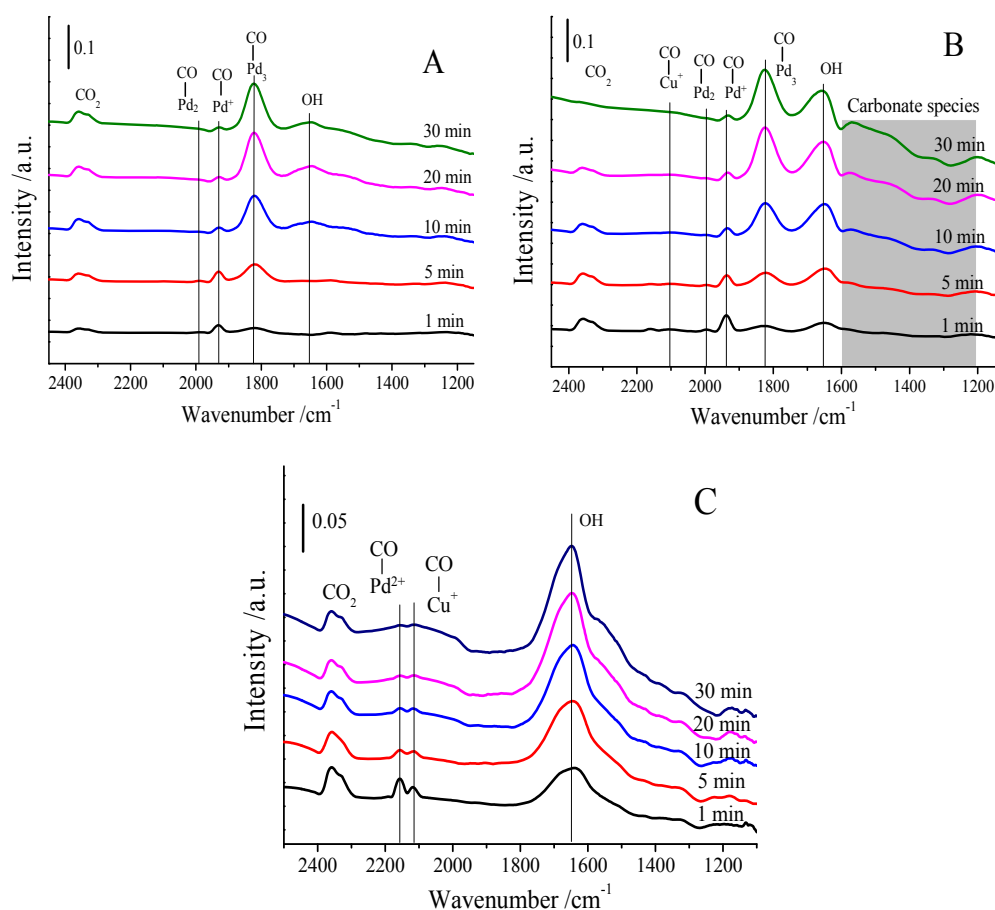 0.1
A
CO
CO
CO
CO₂
Pd₂
Pd⁺
Pd₃
OH
30 min
20 min
10 min
5 min
1 min
Intensity /a.u.
2400 2200 2000 1800 1600 1400 1200
Wavenumber /cm⁻¹
0.1
B
CO
CO
CO
CO
CO₂
Cu⁺
Pd₂
Pd⁺
Pd₃
OH
Carbonate species
30 min
20 min
10 min
5 min
1 min
Intensity /a.u.
2400 2200 2000 1800 1600 1400 1200
Wavenumber /cm⁻¹
0.05
C
CO
CO
CO₂
Pd²⁺
Cu⁺
OH
30 min
20 min
10 min
5 min
1 min
Intensity /a.u.
2400 2200 2000 1800 1600 1400 1200
Wavenumber /cm⁻¹